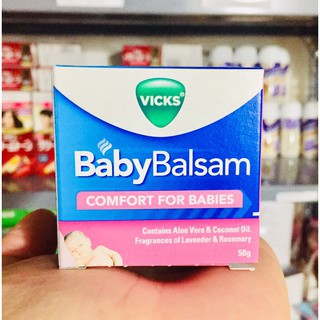 VICKS®
BabyBalsam
COMFORT FOR BABIES
Contains Aloe Vera & Coconut Oil.
Fragrances of Lavender & Rosemary
50g